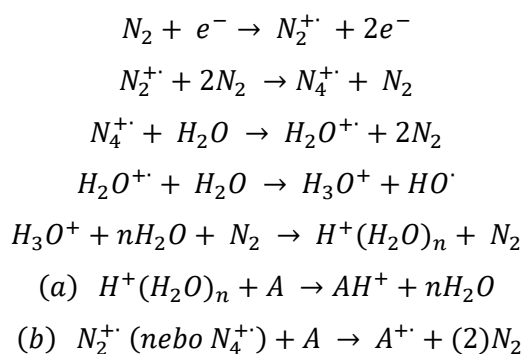 N₂ + e⁻ → N₂⁺˙ + 2e⁻
N₂⁺˙ + 2N₂ → N₄⁺˙ + N₂
N₄⁺˙ + H₂O → H₂O⁺˙ + 2N₂
H₂O⁺˙ + H₂O → H₃O⁺ + HO˙
H₃O⁺ + nH₂O + N₂ → H⁺(H₂O)ₙ + N₂
(a) H⁺(H₂O)ₙ + A → AH⁺ + nH₂O
(b) N₂⁺˙ (nebo N₄⁺˙) + A → A⁺˙ + (2)N₂